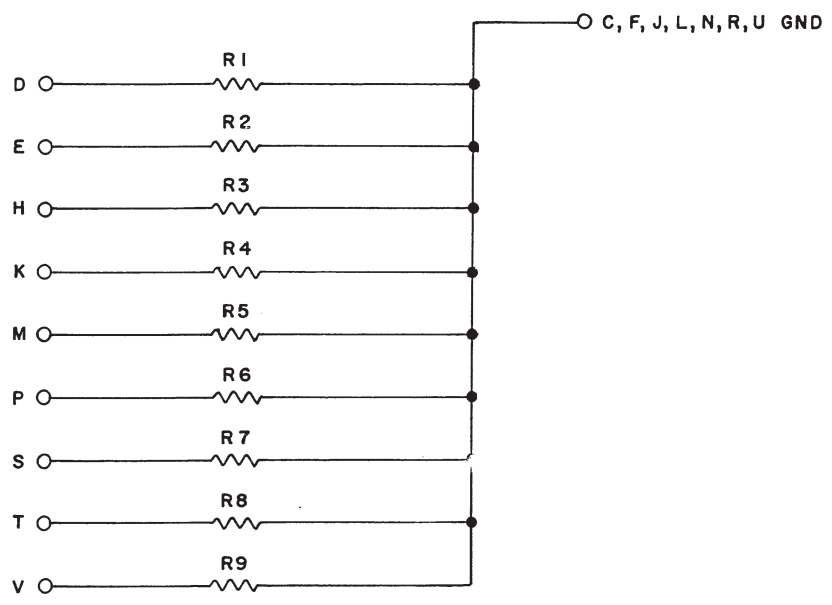 C, F, J, L, N, R, U GND
R1
D
R2
E
R3
H
R4
K
R5
M
R6
P
R7
S
R8
T
R9
V